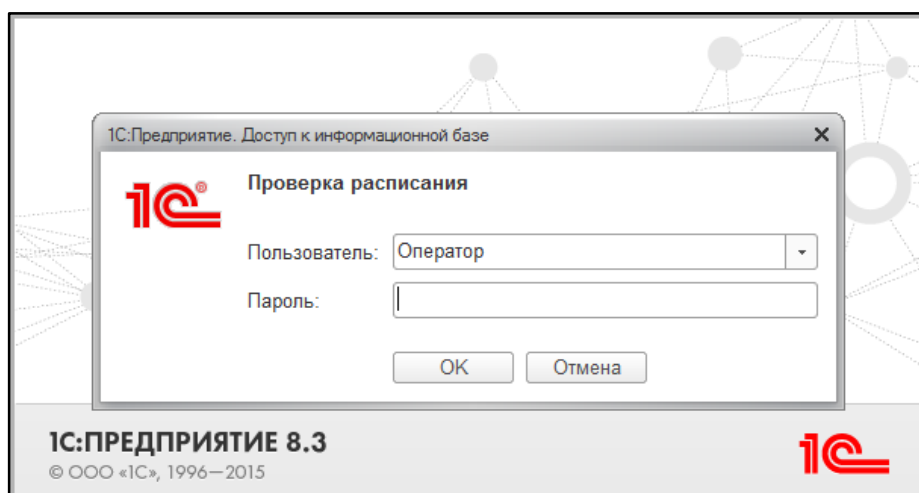 1С:Предприятие. Доступ к информационной базе
1С®
Проверка расписания
Пользователь: Оператор
Пароль:
OK Отмена
1С:ПРЕДПРИЯТИЕ 8.3
© ООО «1С», 1996—2015
1С